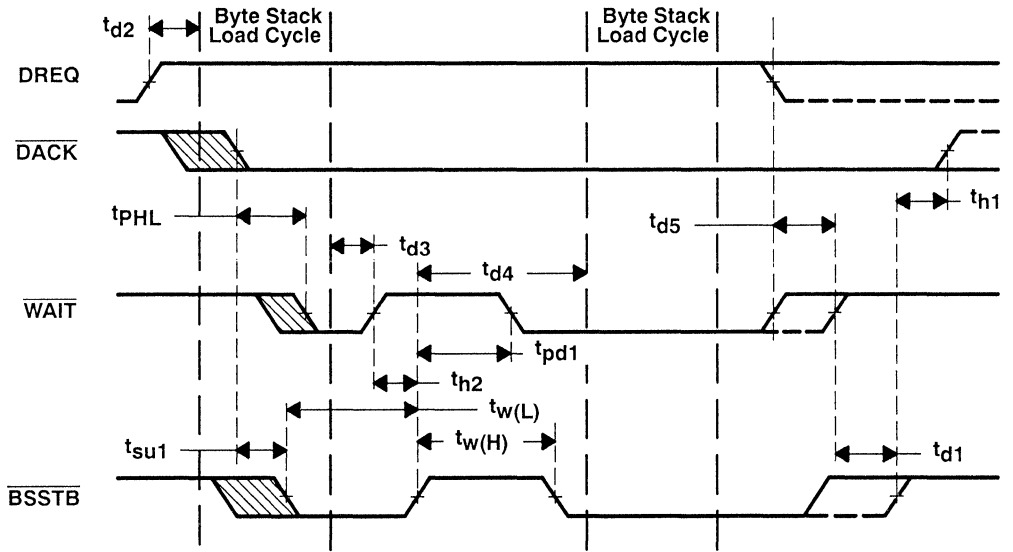 Byte Stack
Load Cycle
Byte Stack
Load Cycle
td2
DREQ
DACK
tPHL
th1
td5
td3
td4
WAIT
tpd1
th2
tw(L)
tw(H)
tsu1
td1
BSSTB